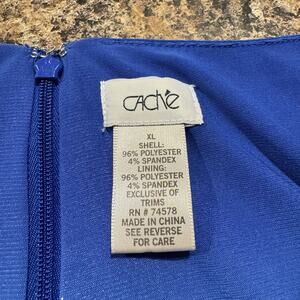 CACHÉ
XL
SHELL:
96% POLYESTER
4% SPANDEX
LINING:
96% POLYESTER
4% SPANDEX
EXCLUSIVE OF
TRIMS
RN # 74578
MADE IN CHINA
SEE REVERSE
FOR CARE